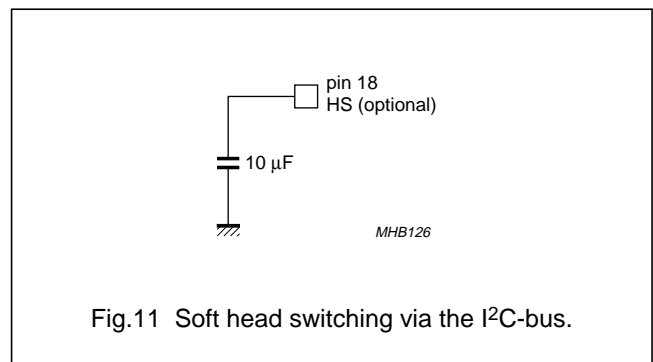 pin 18
HS (optional)
10 µF
MHB126
Fig.11 Soft head switching via the I²C-bus.